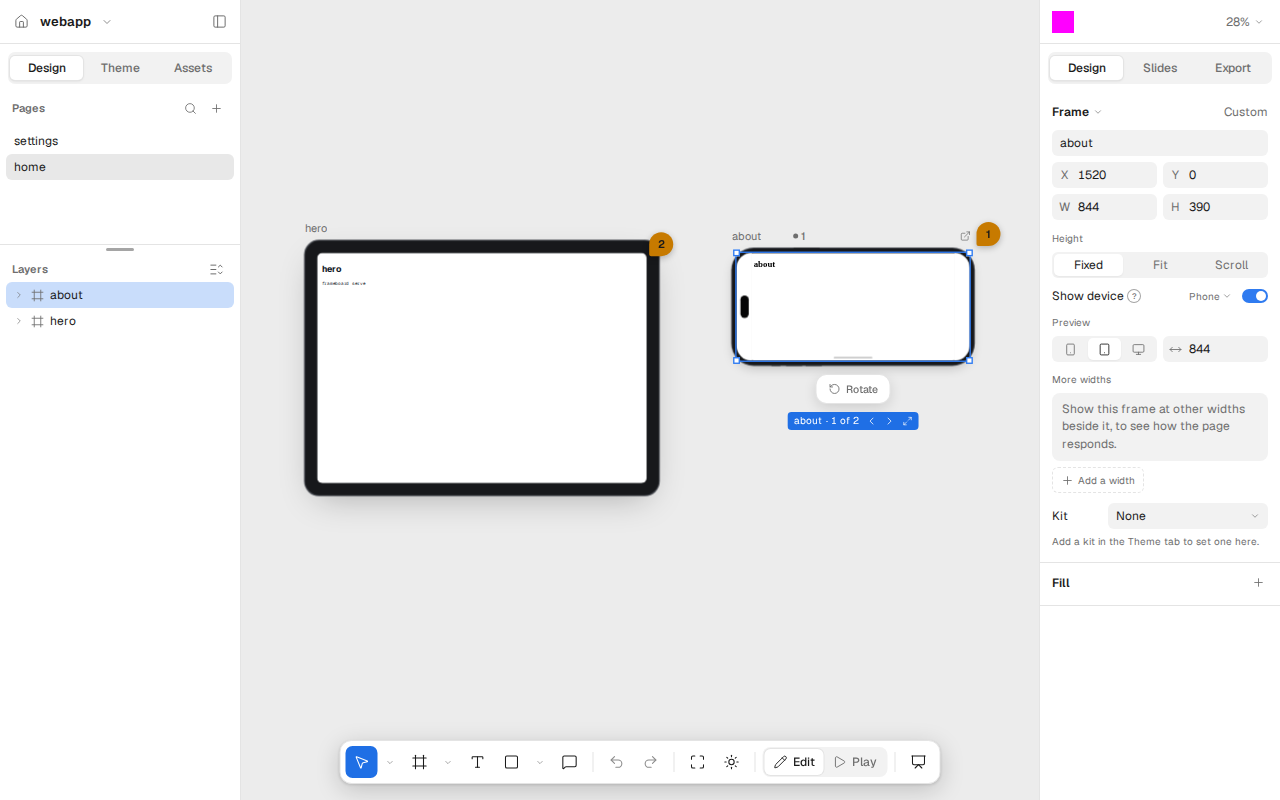 webapp
Design
Theme
Assets
Pages
settings
home
Layers
about
hero
hero
2
hero
about
1
1
about
Rotate
about - 1 of 2
Edit
Play
28%
Design
Slides
Export
Frame
Custom
about
X 1520
Y 0
W 844
H 390
Height
Fixed
Fit
Scroll
Show device ?
Phone
Preview
844
More widths
Show this frame at other widths
beside it, to see how the page
responds.
Add a width
Kit
None
Add a kit in the Theme tab to set one here.
Fill